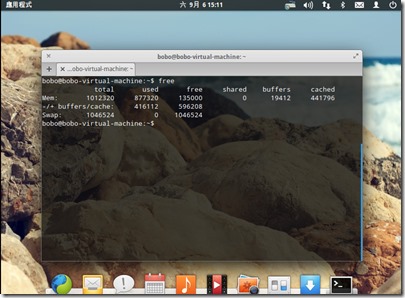 應用程式 六 9月 6 15:11
bobo@bobo-virtual-machine: ~
...obo-virtual-machine: ~
bobo@bobo-virtual-machine:~$ free
total used free shared buffers cached
Mem: 1012320 877320 135000 0 19412 441796
-/+ buffers/cache: 416112 596208
Swap: 1046524 0 1046524
bobo@bobo-virtual-machine:~$